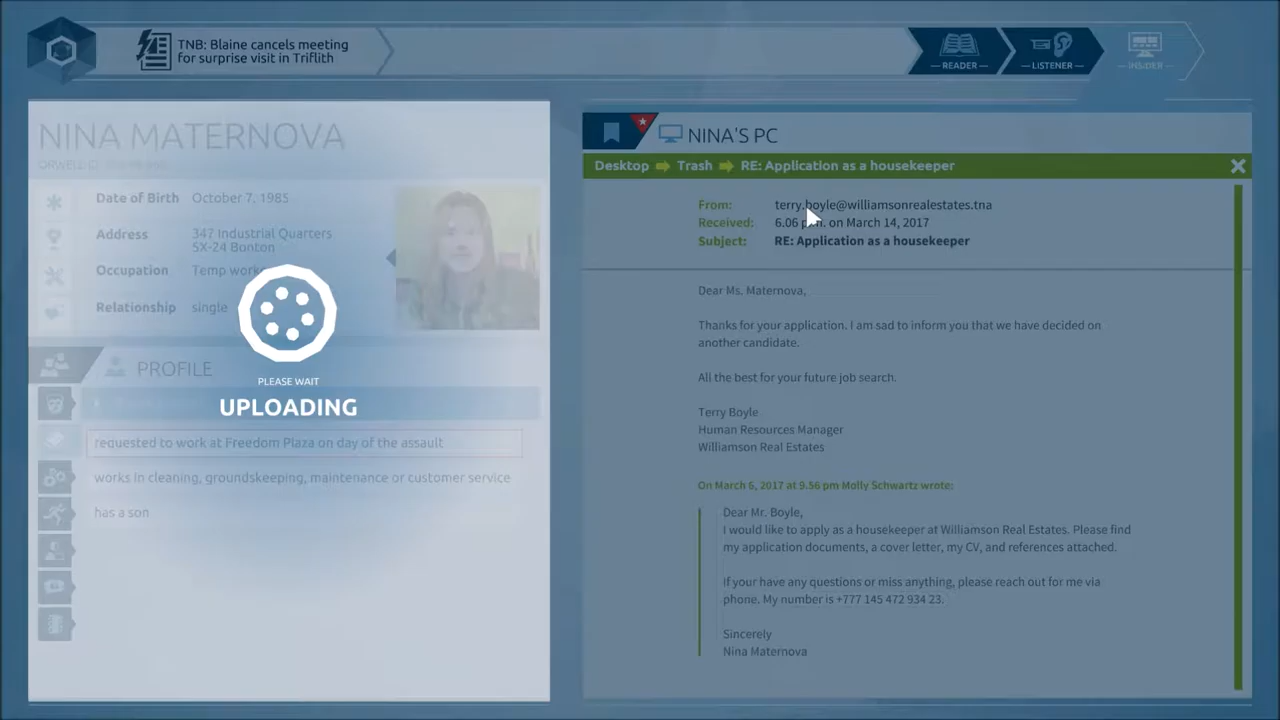 TNB: Blaine cancels meeting
for surprise visit in Triflith
READER
LISTENER
INSIDER
NINA MATERNOVA
Date of Birth October 7, 1985
Address 347 Industrial Quarters
SX-24 Bonton
Occupation Temp
Relationship single
PLEASE WAIT
UPLOADING
PROFILE
requested to work at Freedom Plaza on day of the assault
works in cleaning, groundskeeping, maintenance or customer service
has a son
NINA'S PC
Desktop Trash RE: Application as a housekeeper
From: terry.boyle@williamsonrealestates.tna
Received: 6.06 on March 14, 2017
Subject: RE: Application as a housekeeper
Dear Ms. Maternova,
Thanks for your application. I am sad to inform you that we have decided on
another candidate.
All the best for your future job search.
Terry Boyle
Human Resources Manager
Williamson Real Estates
On March 6, 2017 at 9.56 pm Molly Schwartz wrote:
Dear Mr. Boyle,
I would like to apply as a housekeeper at Williamson Real Estates. Please find
my application documents, a cover letter, my CV, and references attached.
If your have any questions or miss anything, please reach out for me via
phone. My number is +777 145 472 934 23.
Sincerely
Nina Maternova